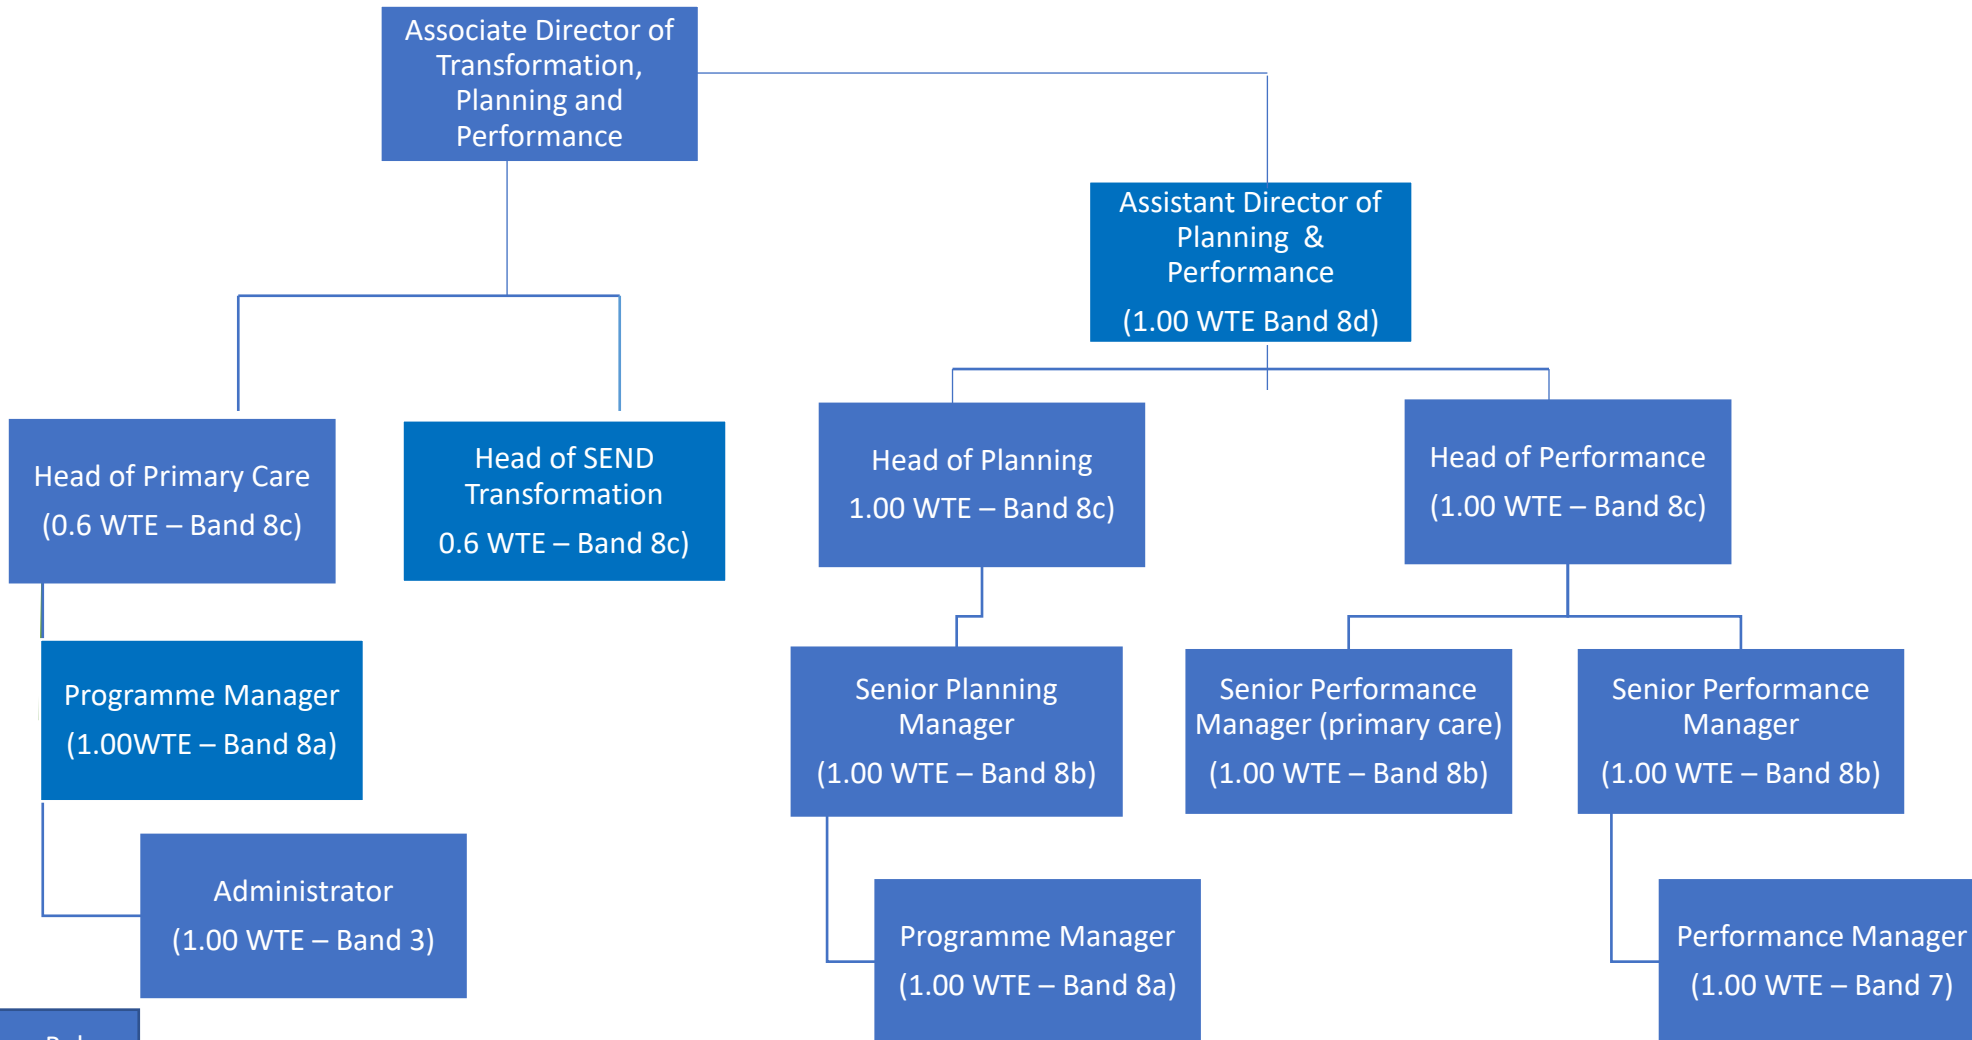 Associate Director of
Transformation,
Planning and
Performance
Assistant Director of
Planning &
Performance
(1.00 WTE Band 8d)
Head of Primary Care
(0.6 WTE – Band 8c)
Head of SEND
Transformation
0.6 WTE – Band 8c)
Head of Planning
1.00 WTE – Band 8c)
Head of Performance
(1.00 WTE – Band 8c)
Programme Manager
(1.00WTE – Band 8a)
Senior Planning
Manager
(1.00 WTE – Band 8b)
Senior Performance
Manager (primary care)
(1.00 WTE – Band 8b)
Senior Performance
Manager
(1.00 WTE – Band 8b)
Administrator
(1.00 WTE – Band 3)
Programme Manager
(1.00 WTE – Band 8a)
Performance Manager
(1.00 WTE – Band 7)